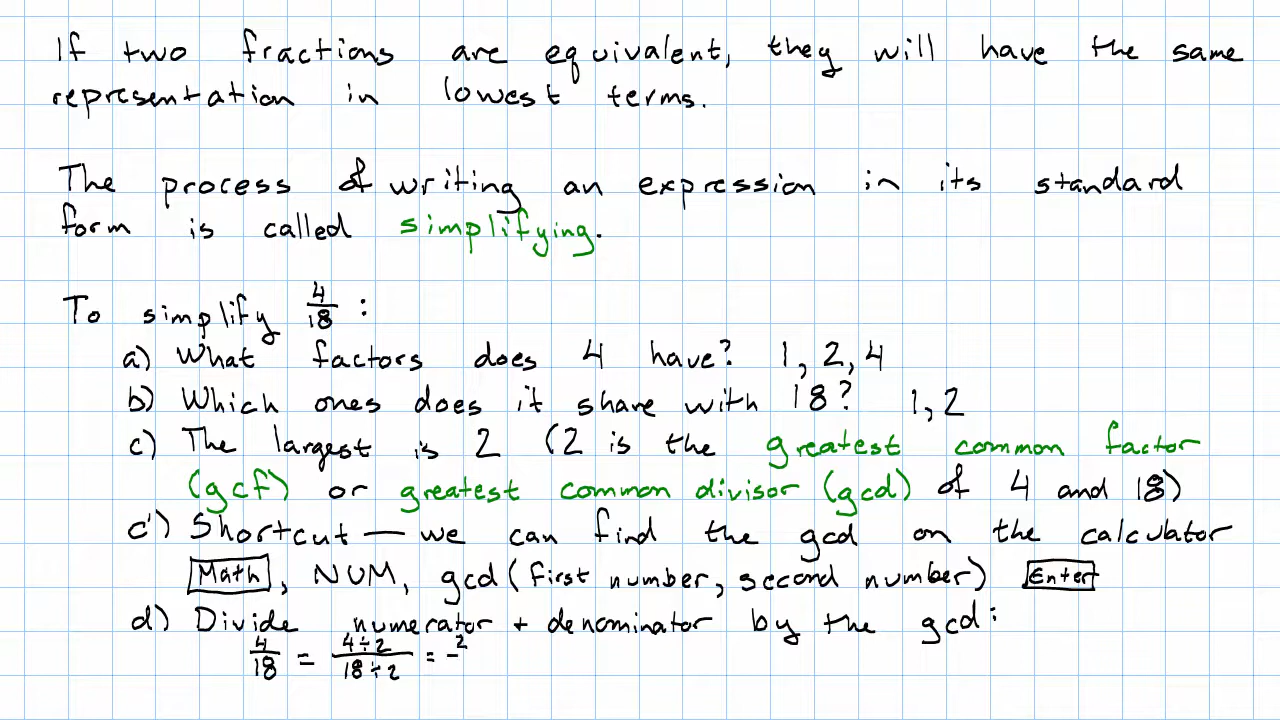 If two fractions are equivalent, they will have the same
representation in lowest terms.
The process of writing an expression in its standard
form is called simplifying.
To simplify 4/18 :
a) What factors does 4 have? 1, 2, 4
b) Which ones does it share with 18? 1, 2
c) The largest is 2 (2 is the greatest common factor
(gcf) or greatest common divisor (gcd) of 4 and 18)
c') Shortcut — we can find the gcd on the calculator
Math, NUM, gcd(first number, second number) Enter
d) Divide numerator + denominator by the gcd:
4/18 = 4÷2/18÷2 = 2/